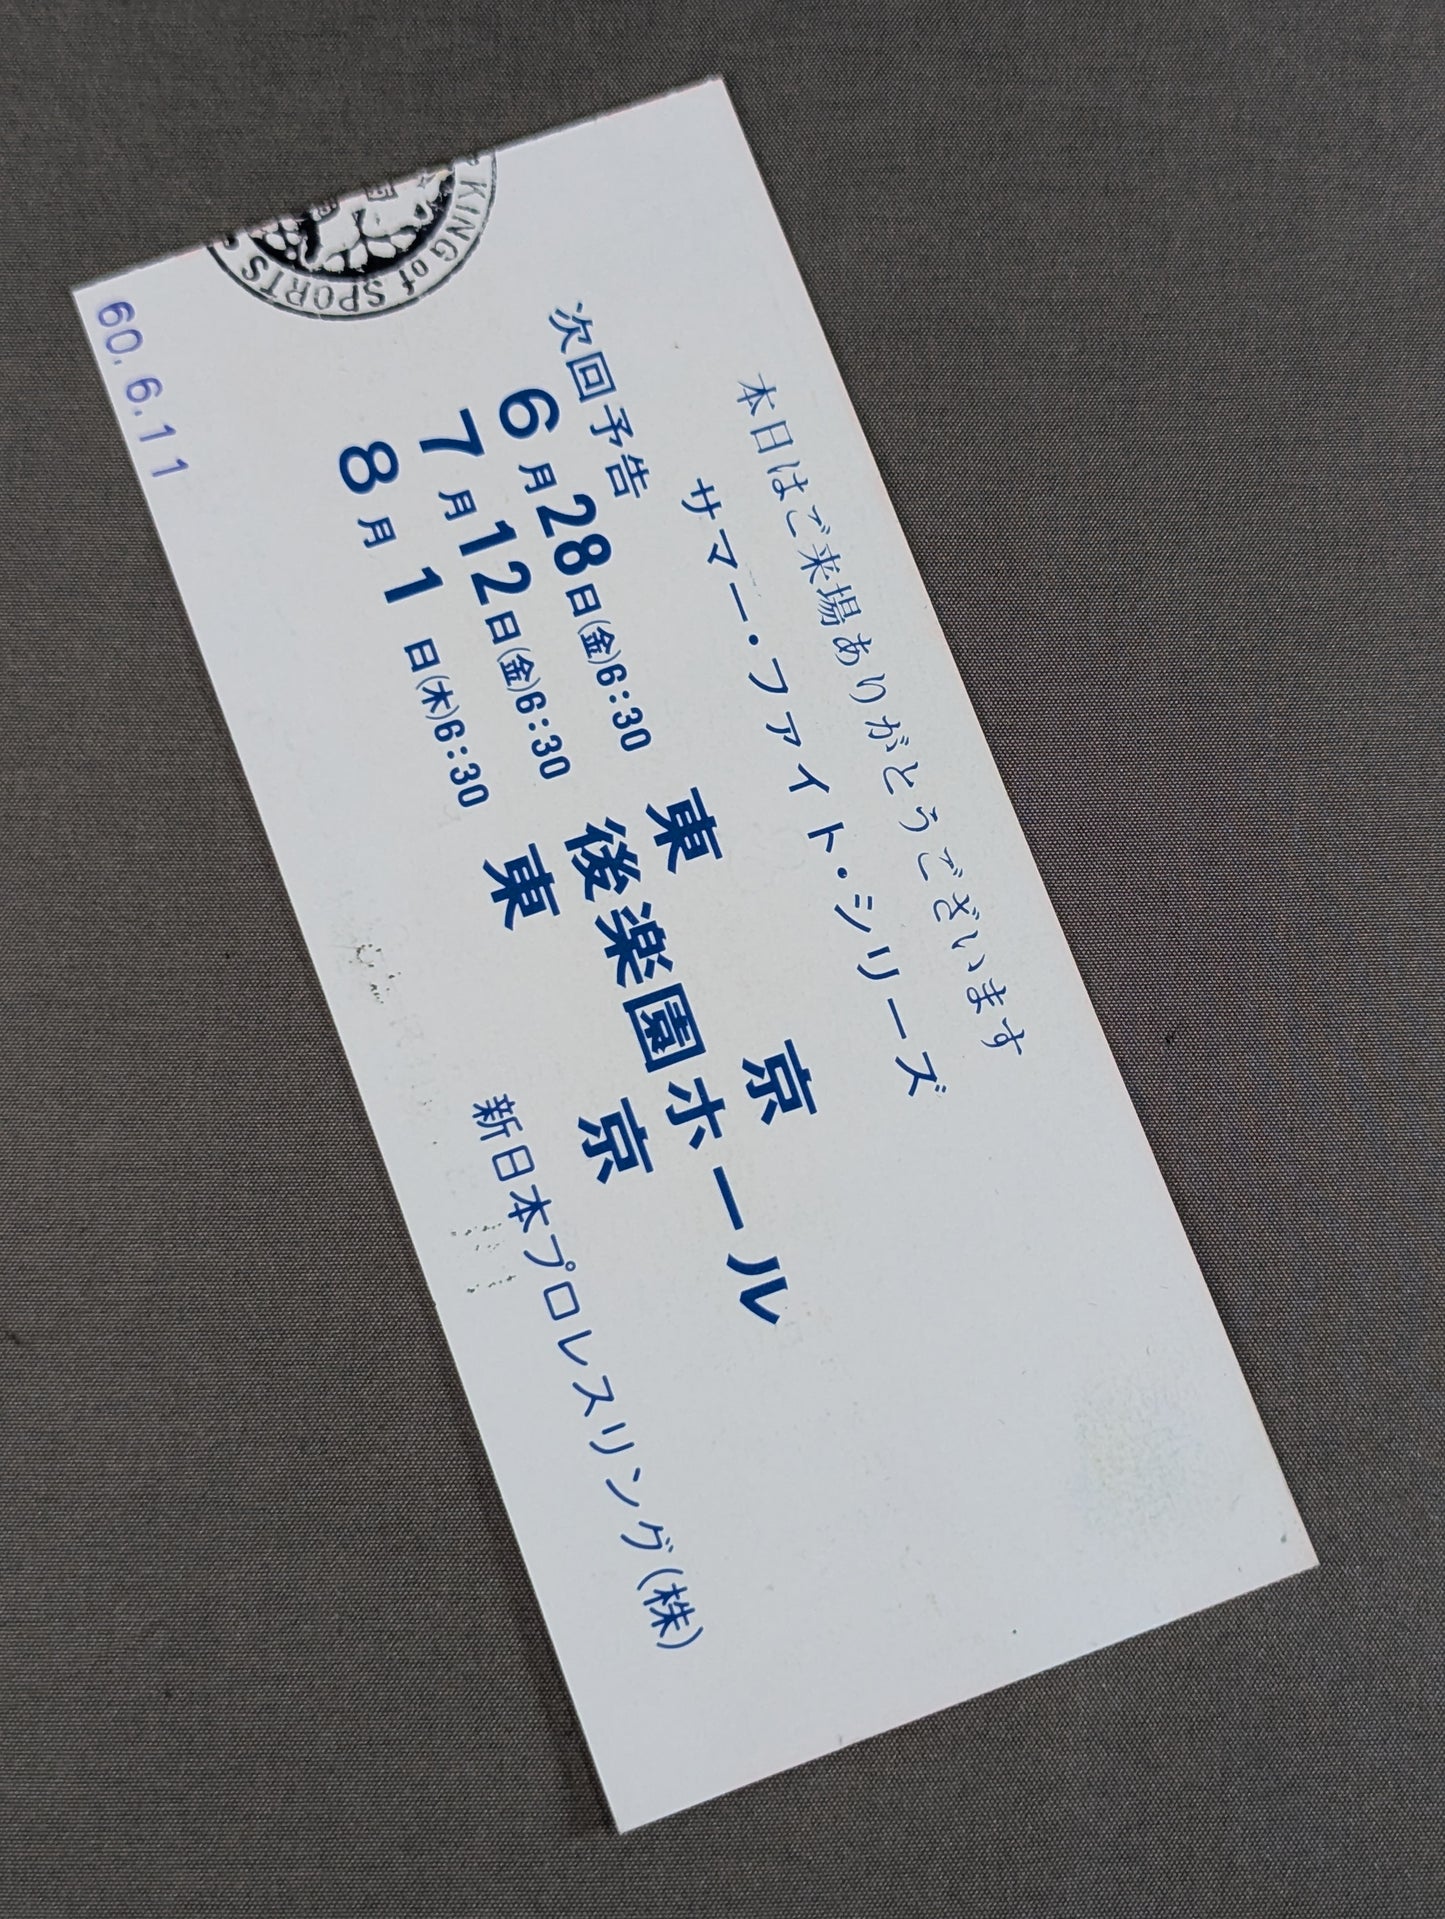 本日はご来場ありがとうございます
サマー・ファイト・シリーズ
次回予告
6月28日(金)6:30 東京
7月12日(金)6:30 後楽園ホール
8月1日(木)6:30 東京
新日本プロレスリング(株)
KING of SPORTS
60.6.11